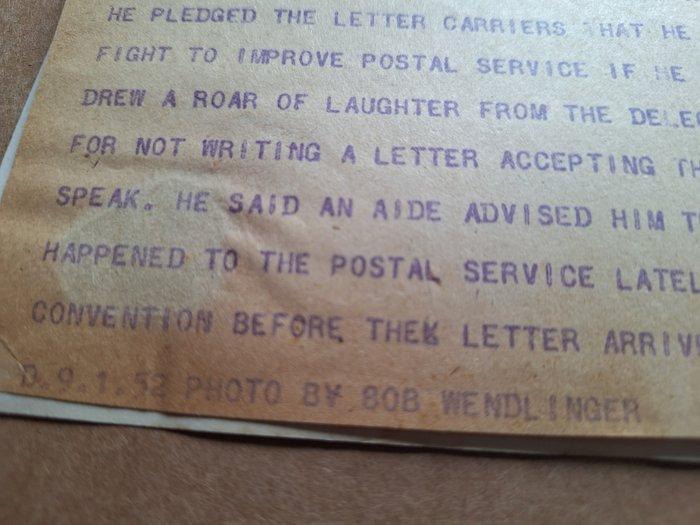 HE PLEDGED THE LETTER CARRIERS THAT HE
FIGHT TO IMPROVE POSTAL SERVICE IF HE
DREW A ROAR OF LAUGHTER FROM THE DELEG
FOR NOT WRITING A LETTER ACCEPTING TH
SPEAK. HE SAID AN AIDE ADVISED HIM T
HAPPENED TO THE POSTAL SERVICE LATEL
CONVENTION BEFORE THEK LETTER ARRIV
D.9.1.52 PHOTO BY BOB WENDLINGER